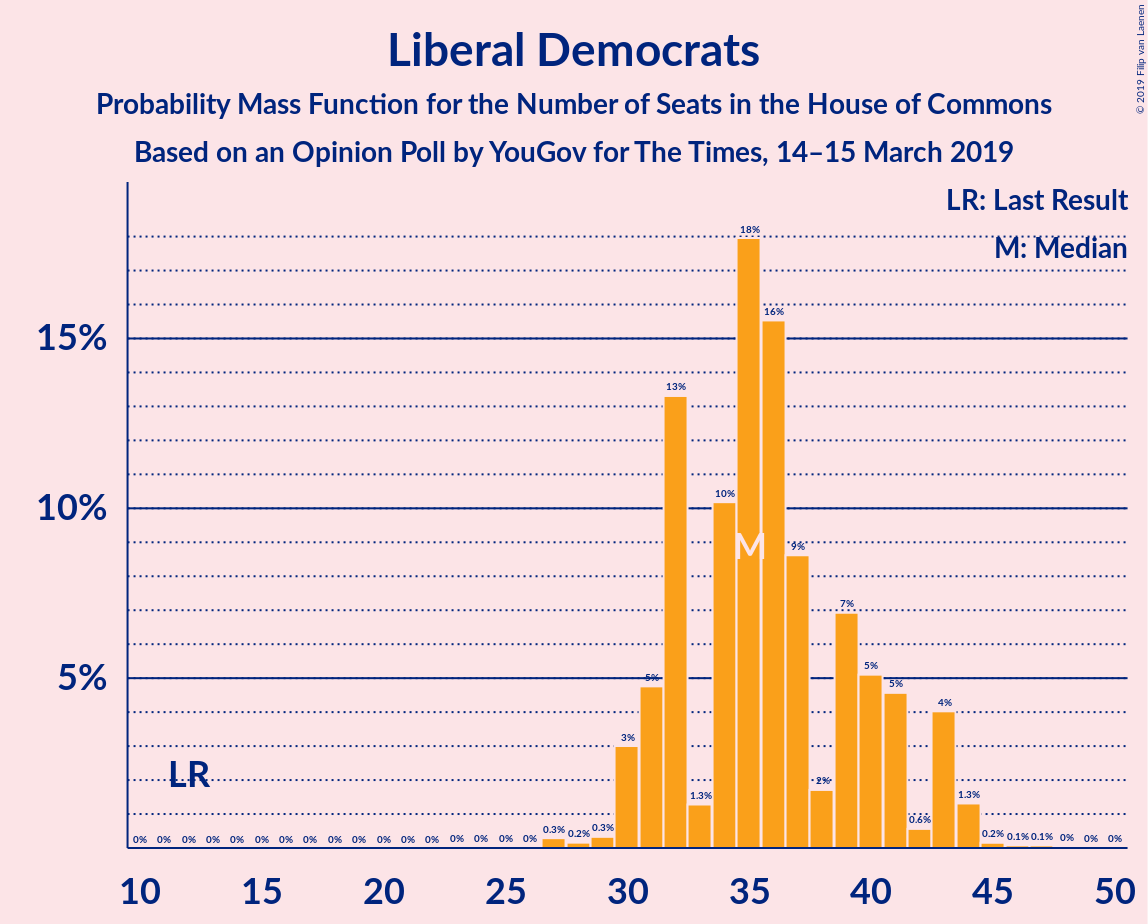 Liberal Democrats
Probability Mass Function for the Number of Seats in the House of Commons
Based on an Opinion Poll by YouGov for The Times, 14–15 March 2019
© 2019 Filip van Laenen
LR: Last Result
M: Median
15%
10%
5%
LR
M
0% 0% 0% 0% 0% 0% 0% 0% 0% 0% 0% 0% 0% 0% 0% 0% 0% 0.3% 0.2% 0.3% 3% 5% 13% 1.3% 10% 18% 16% 9% 2% 7% 5% 5% 0.6% 4% 1.3% 0.2% 0.1% 0.1% 0% 0% 0%
10 15 20 25 30 35 40 45 50